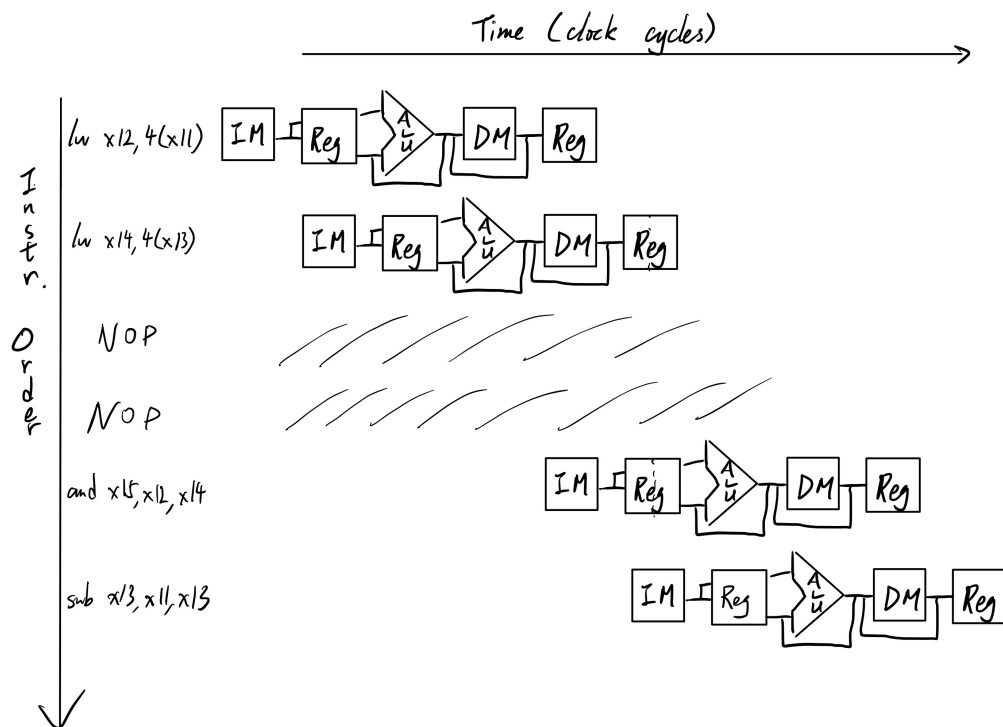 Time (clock cycles)
Instr. Order
lw x12, 4(x11)
IM Reg ALU DM Reg
lw x14, 4(x13)
IM Reg ALU DM Reg
NOP
NOP
and x15, x12, x14
IM Reg ALU DM Reg
sub x13, x11, x13
IM Reg ALU DM Reg